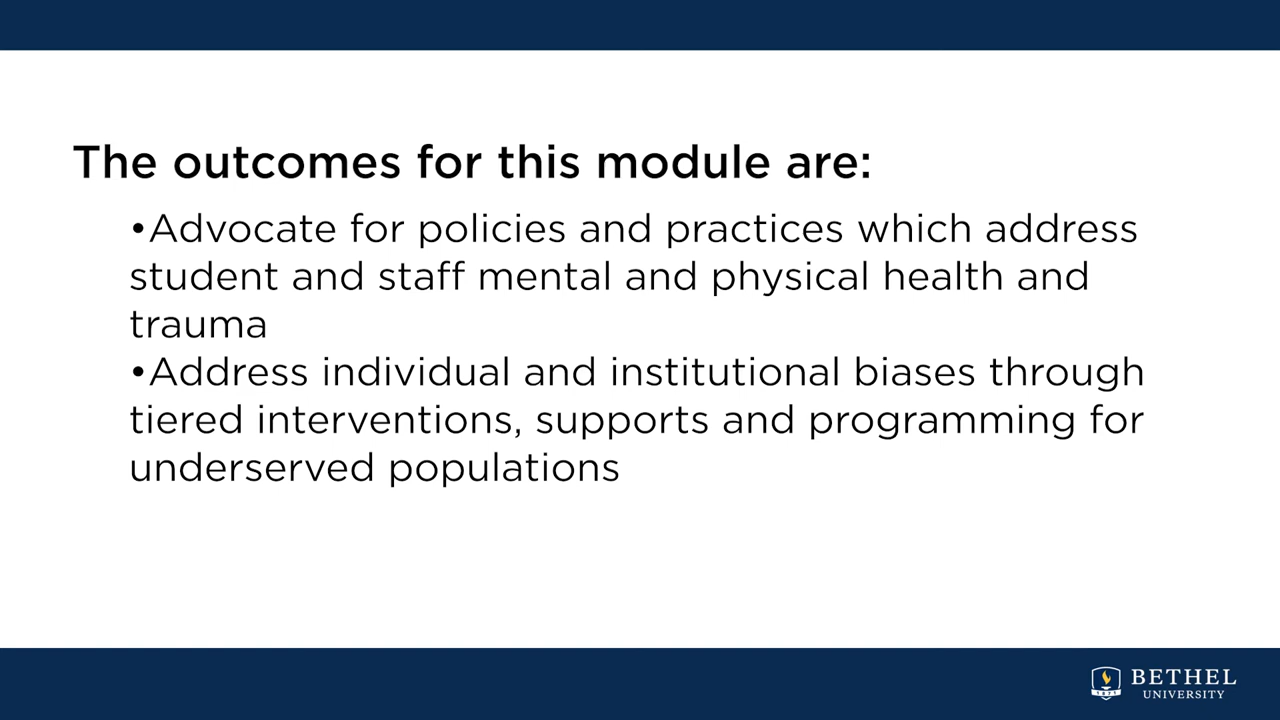 The outcomes for this module are:
•Advocate for policies and practices which address
student and staff mental and physical health and
trauma
•Address individual and institutional biases through
tiered interventions, supports and programming for
underserved populations
1871
BETHEL
UNIVERSITY